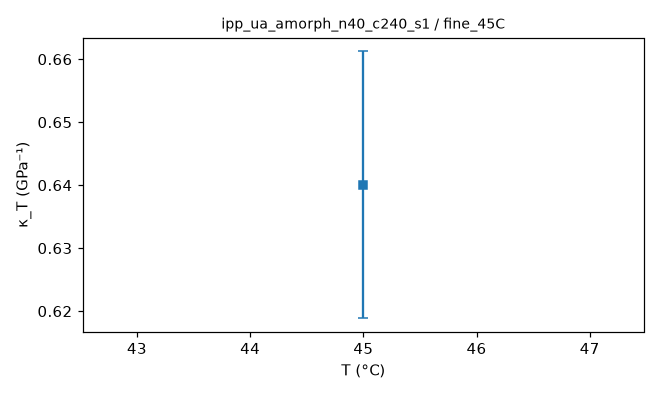 ipp_ua_amorph_n40_c240_s1 / fine_45C
0.66
0.65
0.64
0.63
0.62
κ_T (GPa⁻¹)
43 44 45 46 47
T (°C)